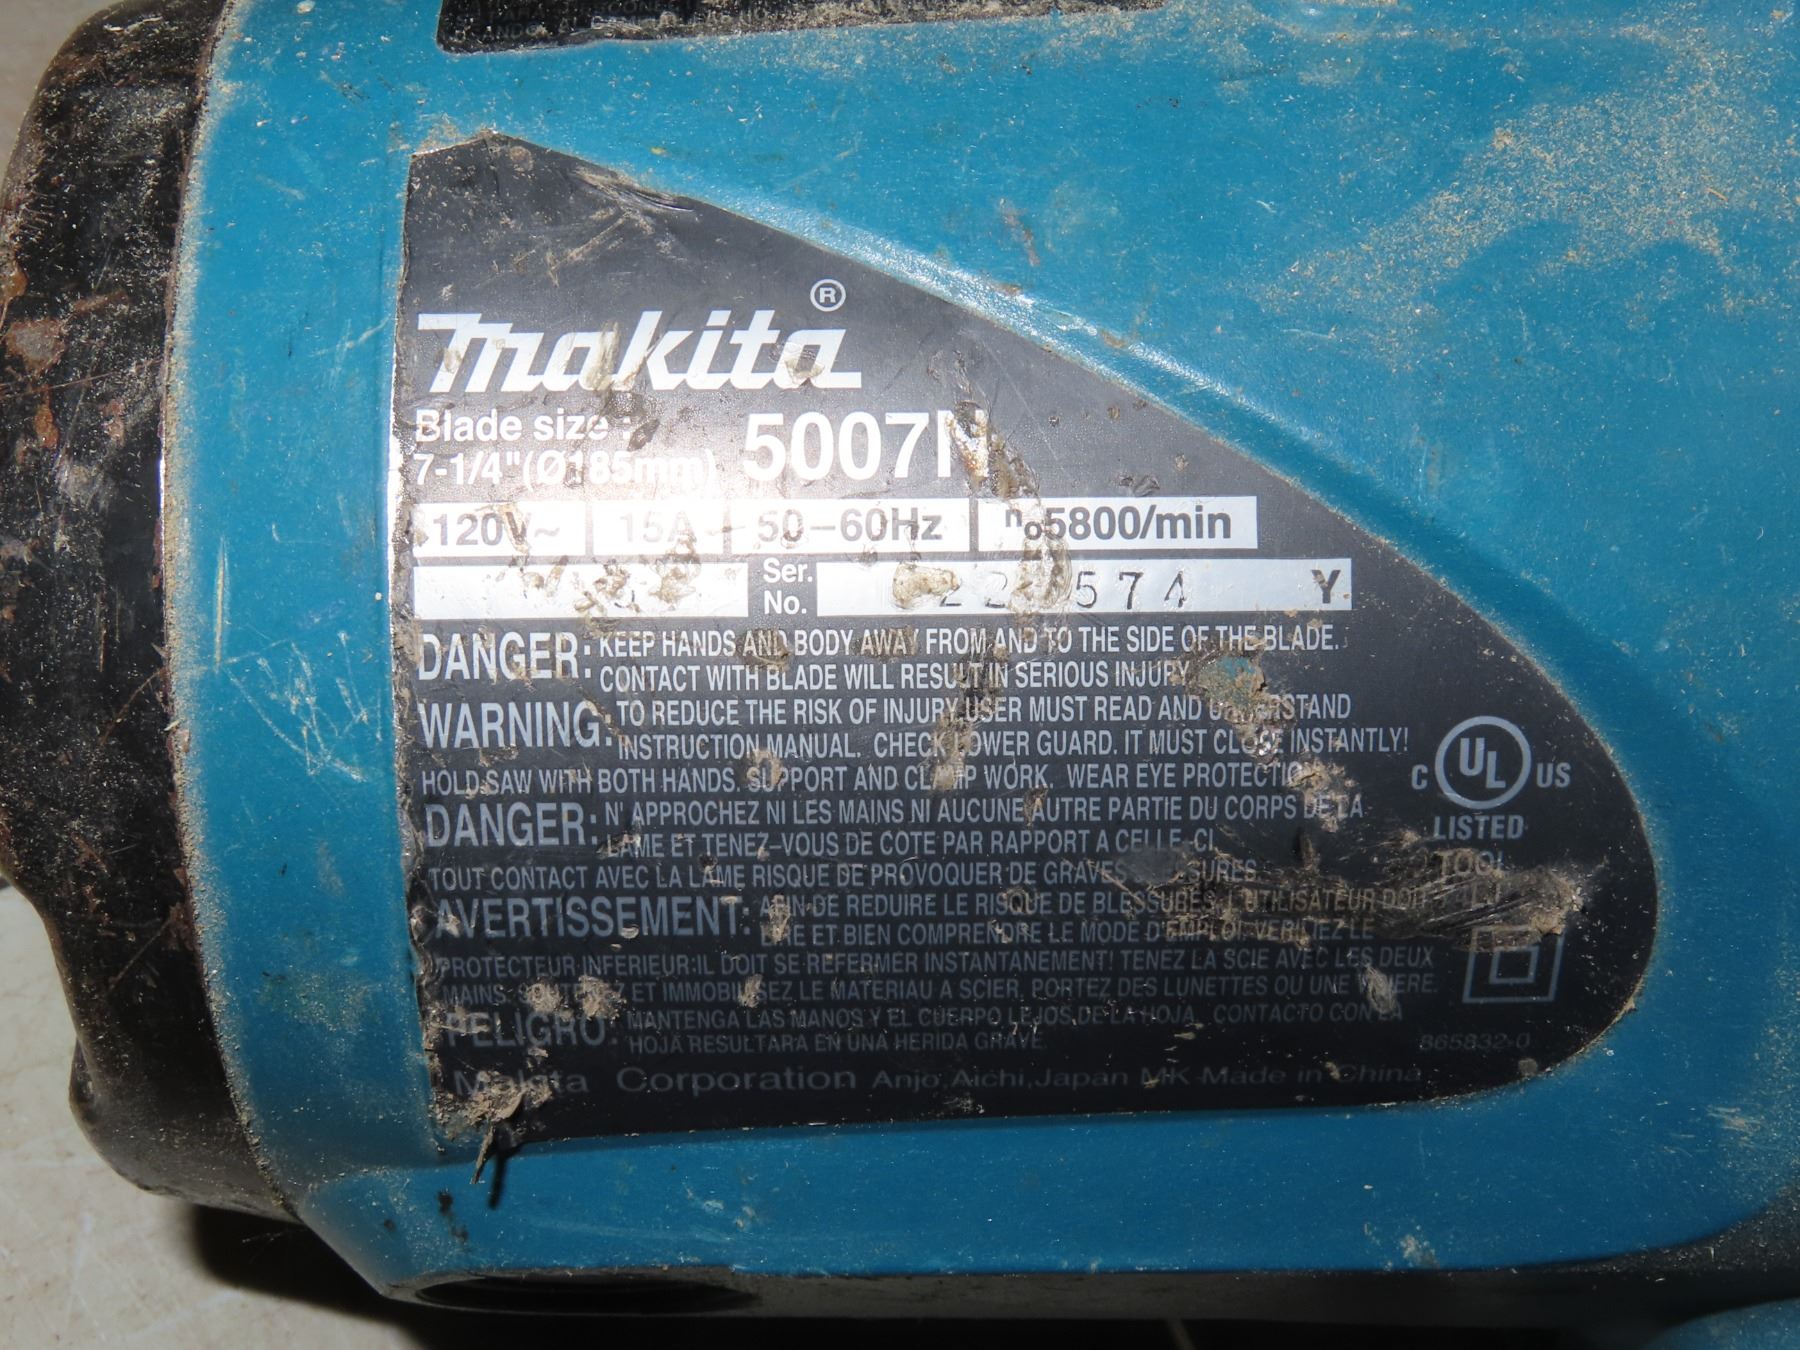 Makita®
Blade size :
7-1/4"(Ø185mm) 5007N
120V~ 15A 50-60Hz n₀5800/min
Ser. No. 574 Y
DANGER: KEEP HANDS AND BODY AWAY FROM AND TO THE SIDE OF THE BLADE.
CONTACT WITH BLADE WILL RESULT IN SERIOUS INJURY.
WARNING: TO REDUCE THE RISK OF INJURY USER MUST READ AND UNDERSTAND
INSTRUCTION MANUAL. CHECK LOWER GUARD. IT MUST CLOSE INSTANTLY!
HOLD SAW WITH BOTH HANDS. SUPPORT AND CLAMP WORK. WEAR EYE PROTECTION
DANGER: N' APPROCHEZ NI LES MAINS NI AUCUNE AUTRE PARTIE DU CORPS DE LA
LAME ET TENEZ-VOUS DE COTE PAR RAPPORT A CELLE-CI.
TOUT CONTACT AVEC LA LAME RISQUE DE PROVOQUER DE GRAVES BLESSURES.
AVERTISSEMENT: AFIN DE REDUIRE LE RISQUE DE BLESSURES, L'UTILISATEUR DOIT
LIRE ET BIEN COMPRENDRE LE MODE D'EMPLOI. VERIFIEZ LE
PROTECTEUR INFERIEUR:IL DOIT SE REFERMER INSTANTANEMENT! TENEZ LA SCIE AVEC LES DEUX
MAINS. SOUTENEZ ET IMMOBILISEZ LE MATERIAU A SCIER. PORTEZ DES LUNETTES OU UNE VISIERE.
PELIGRO: MANTENGA LAS MANOS Y EL CUERPO LEJOS DE LA HOJA. CONTACTO CON LA
HOJA RESULTARA EN UNA HERIDA GRAVE.
865832-0
Makita Corporation Anjo, Aichi, Japan MK Made in China
C UL US
LISTED
TOOL